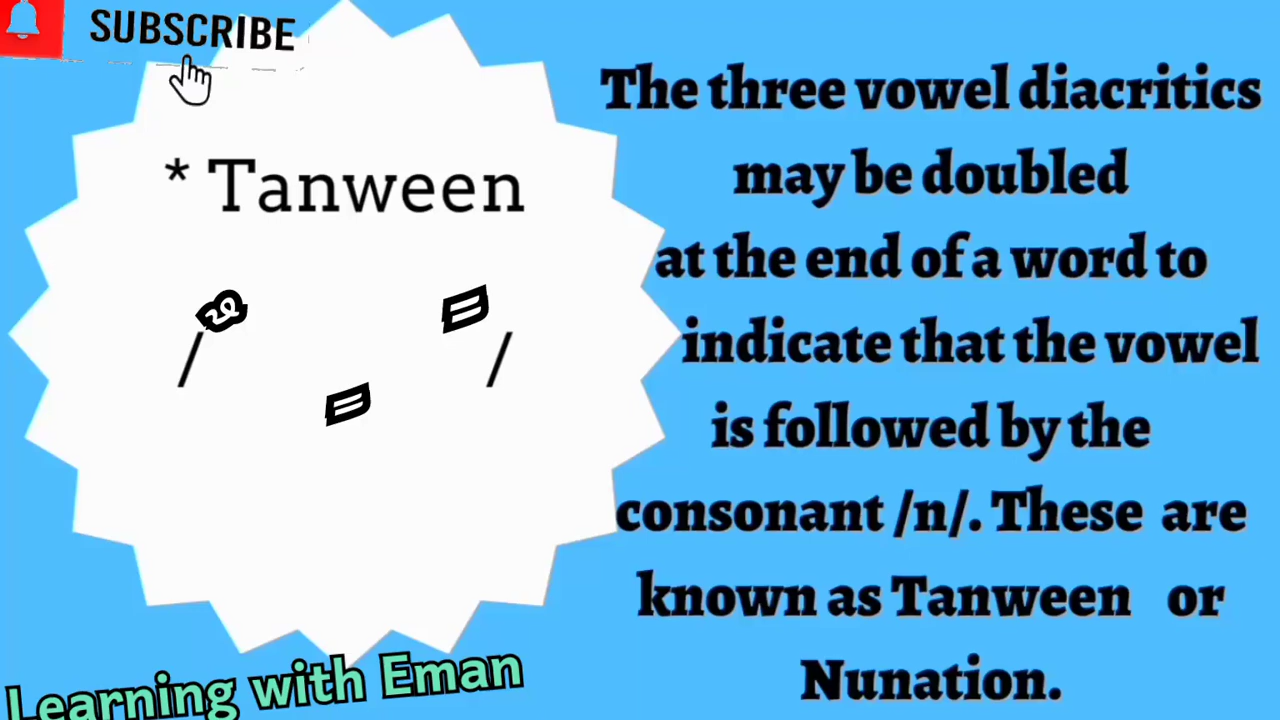 SUBSCRIBE
* Tanween
ٌ / ٍ / ً
The three vowel diacritics
may be doubled
at the end of a word to
indicate that the vowel
is followed by the
consonant /n/. These are
known as Tanween or
Nunation.
Learning with Eman